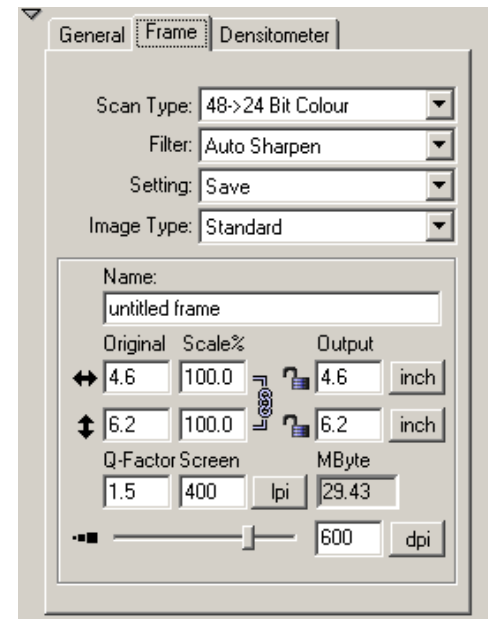 General Frame Densitometer
Scan Type: 48->24 Bit Colour
Filter: Auto Sharpen
Setting: Save
Image Type: Standard
Name:
untitled frame
Original Scale% Output
4.6 100.0 4.6 inch
6.2 100.0 6.2 inch
Q-Factor Screen MByte
1.5 400 lpi 29.43
600 dpi